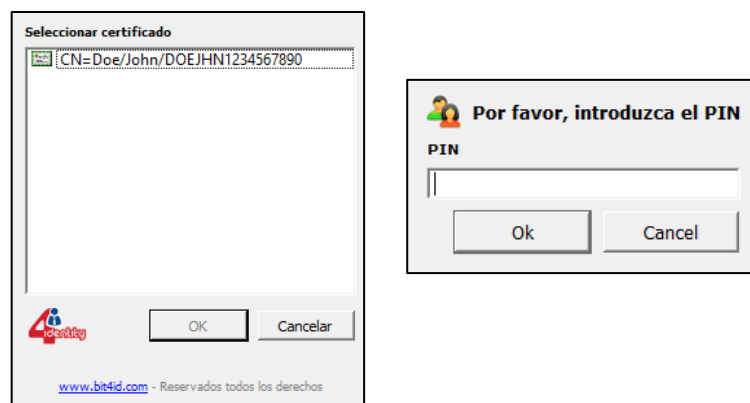 Seleccionar certificado
CN=Doe/John/DOEJHN1234567890
4identity
OK
Cancelar
www.bit4id.com - Reservados todos los derechos
Por favor, introduzca el PIN
PIN
Ok
Cancel